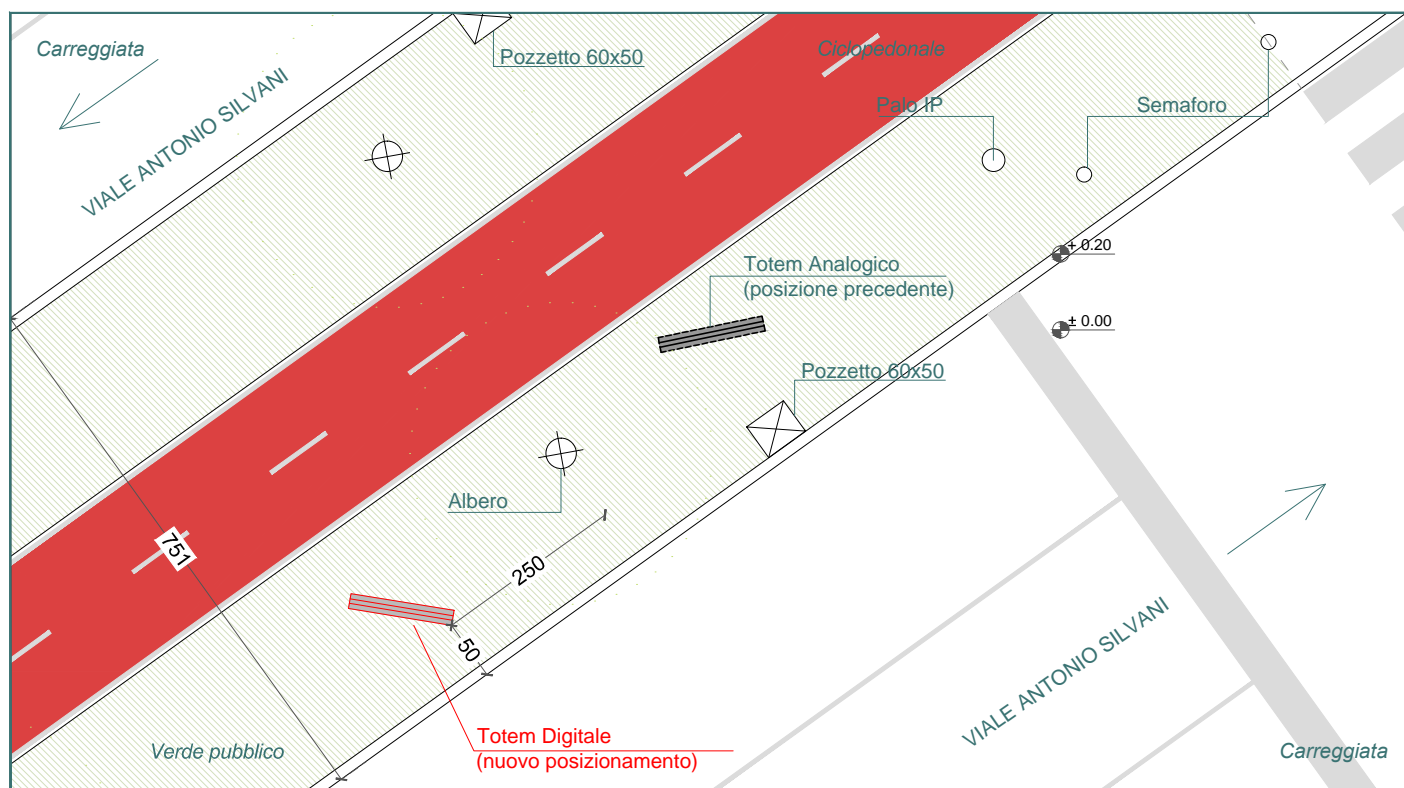 Carreggiata
Pozzetto 60x50
Ciclopedonale
VIALE ANTONIO SILVANI
Palo IP
Semaforo
± 0.20
Totem Analogico
(posizione precedente)
± 0.00
Pozzetto 60x50
Albero
751
250
50
VIALE ANTONIO SILVANI
Totem Digitale
(nuovo posizionamento)
Verde pubblico
Carreggiata